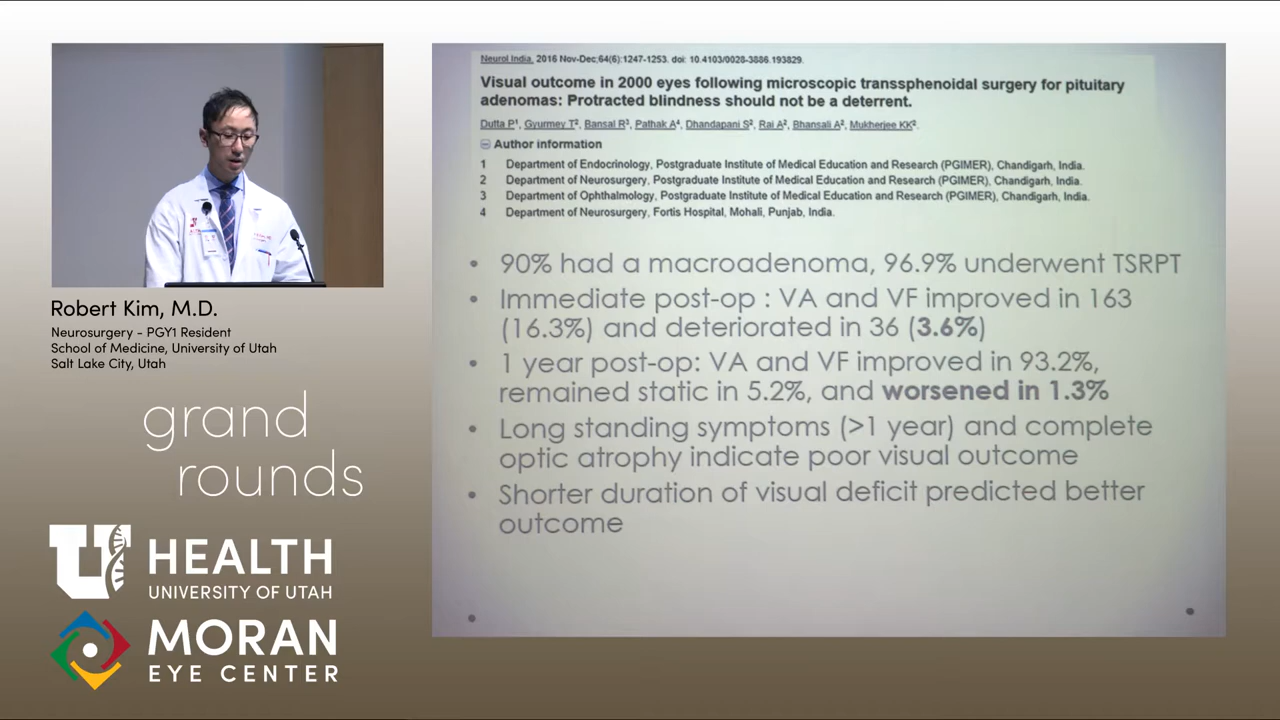 Neurol India. 2016 Nov-Dec;64(6):1247-1253. doi: 10.4103/0028-3886.193829.
Visual outcome in 2000 eyes following microscopic transsphenoidal surgery for pituitary
adenomas: Protracted blindness should not be a deterrent.
Dutta P1, Gyurmey T2, Bansal R3, Pathak A4, Dhandapani S2, Rai A2, Bhansali A2, Mukherjee KK2.
Author information
1 Department of Endocrinology, Postgraduate Institute of Medical Education and Research (PGIMER), Chandigarh, India.
2 Department of Neurosurgery, Postgraduate Institute of Medical Education and Research (PGIMER), Chandigarh, India.
3 Department of Ophthalmology, Postgraduate Institute of Medical Education and Research (PGIMER), Chandigarh, India.
4 Department of Neurosurgery, Fortis Hospital, Mohali, Punjab, India.
• 90% had a macroadenoma, 96.9% underwent TSRPT
• Immediate post-op : VA and VF improved in 163
(16.3%) and deteriorated in 36 (3.6%)
• 1 year post-op: VA and VF improved in 93.2%,
remained static in 5.2%, and worsened in 1.3%
• Long standing symptoms (>1 year) and complete
optic atrophy indicate poor visual outcome
• Shorter duration of visual deficit predicted better
outcome
Robert Kim, M.D.
Neurosurgery - PGY1 Resident
School of Medicine, University of Utah
Salt Lake City, Utah
grand
rounds
U HEALTH
UNIVERSITY OF UTAH
MORAN
EYE CENTER